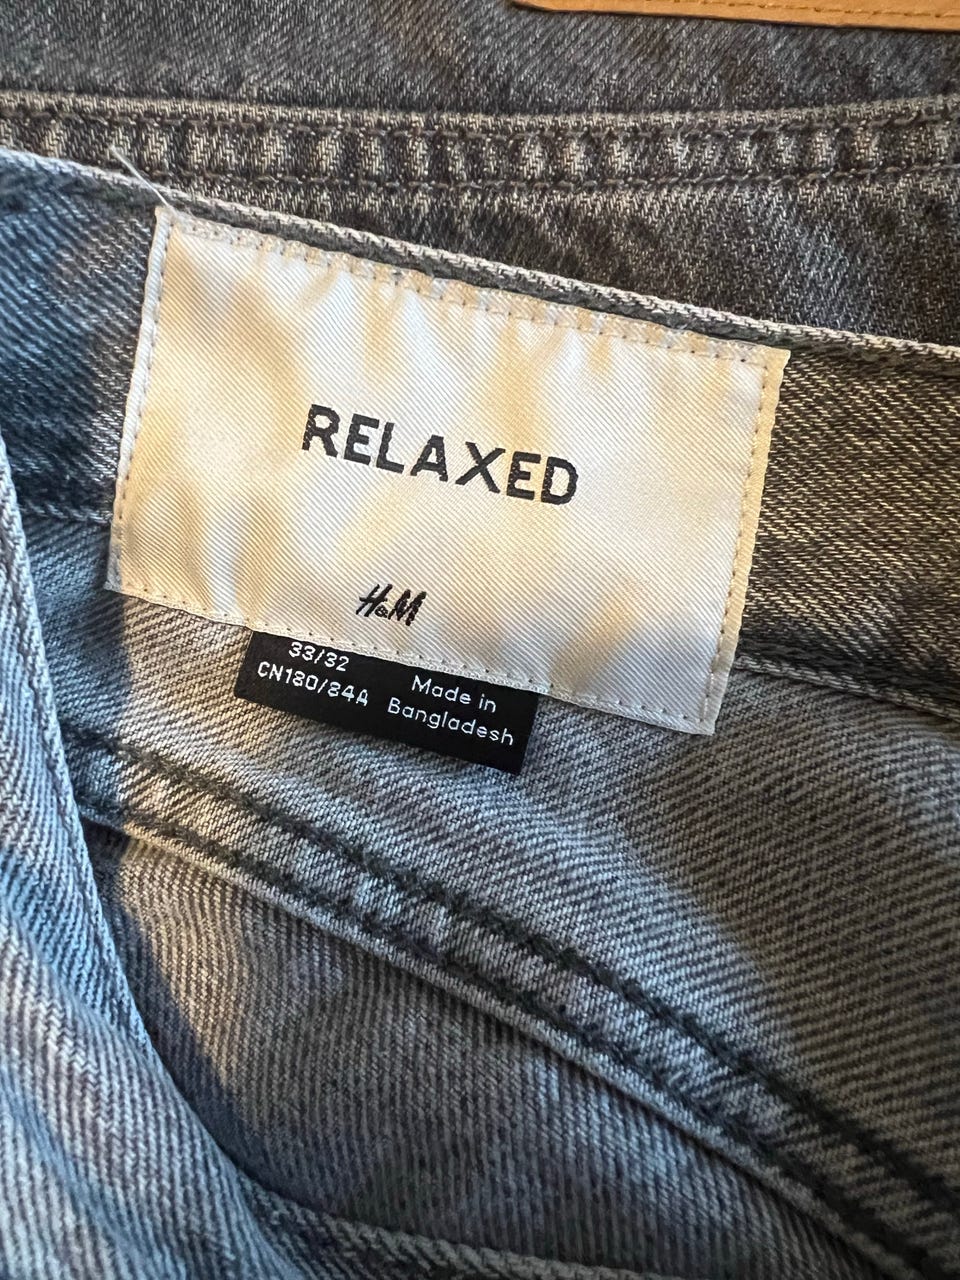 RELAXED
H&M
33/32
CN180/84A
Made in
Bangladesh